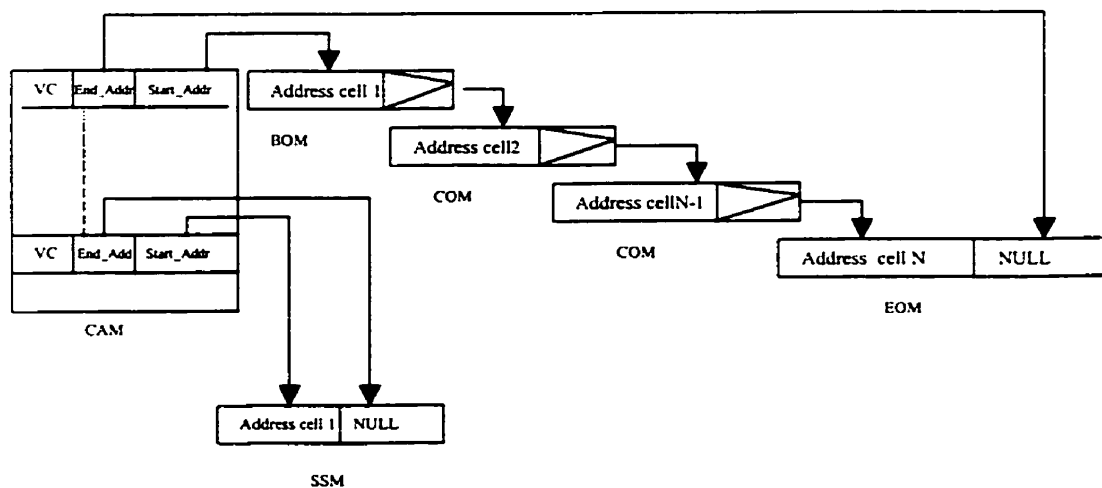 VC End_Addr Start_Addr
Address cell 1
BOM
Address cell2
COM
Address cellN-1
COM
Address cell N NULL
EOM
VC End_Add Start_Addr
CAM
Address cell 1 NULL
SSM